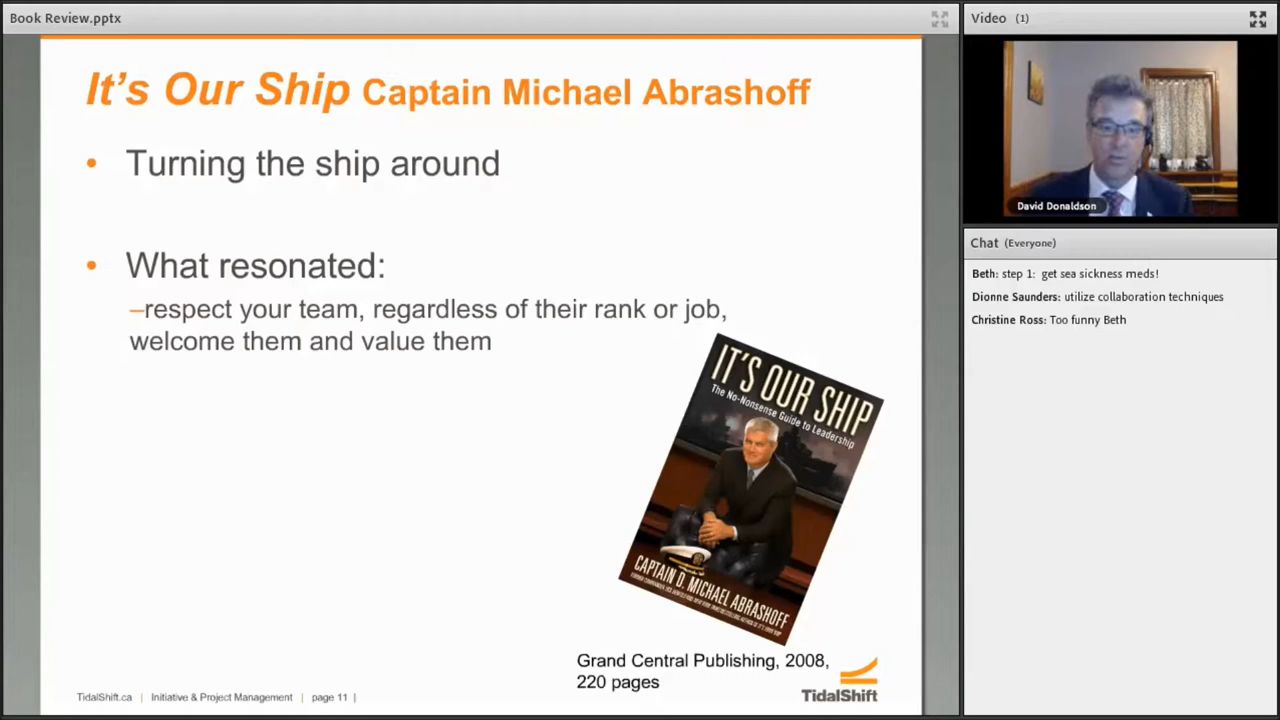 Book Review.pptx
It's Our Ship Captain Michael Abrashoff
• Turning the ship around
• What resonated:
–respect your team, regardless of their rank or job,
welcome them and value them
IT'S OUR SHIP
The No-Nonsense Guide to Leadership
CAPTAIN D. MICHAEL ABRASHOFF
Grand Central Publishing, 2008,
220 pages
TidalShift
TidalShift.ca | Initiative & Project Management | page 11 |
Video (1)
David Donaldson
Chat (Everyone)
Beth: step 1: get sea sickness meds!
Dionne Saunders: utilize collaboration techniques
Christine Ross: Too funny Beth